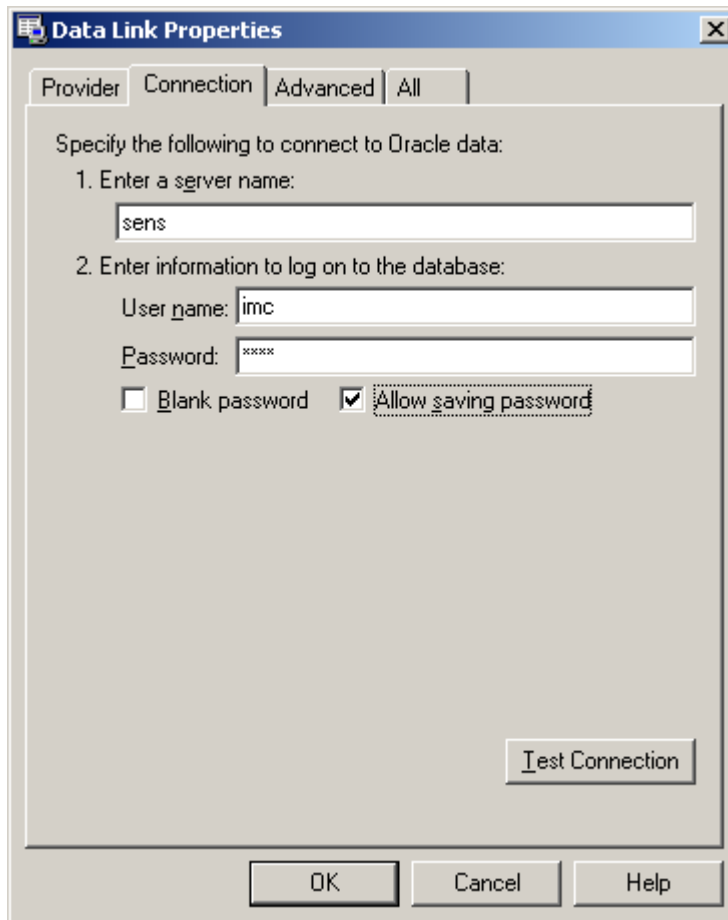 Data Link Properties
Provider Connection Advanced All
Specify the following to connect to Oracle data:
1. Enter a server name:
sens
2. Enter information to log on to the database:
User name: imc
Password: ****
Blank password Allow saving password
Test Connection
OK Cancel Help